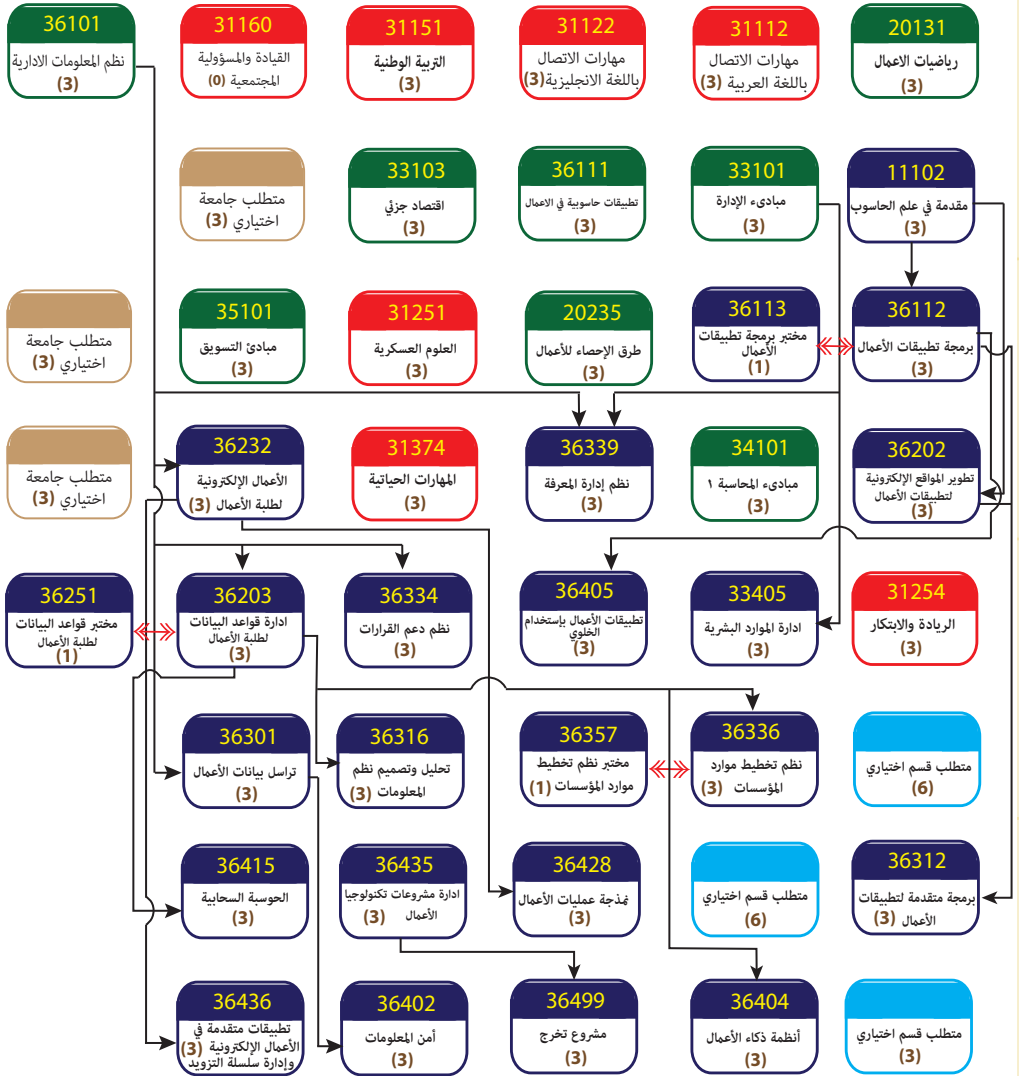 20131
رياضيات الاعمال
(3)
31112
مهارات الاتصال
باللغة العربية (3)
31122
مهارات الاتصال
باللغة الانجليزية (3)
31151
التربية الوطنية
(3)
31160
القيادة والمسؤولية
المجتمعية (0)
36101
نظم المعلومات الادارية
(3)
11102
مقدمة في علم الحاسوب
(3)
33101
مبادىء الإدارة
(3)
36111
تطبيقات حاسوبية في الاعمال
(3)
33103
اقتصاد جزئي
(3)
متطلب جامعة
اختياري (3)
36112
برمجة تطبيقات الأعمال
(3)
36113
مختبر برمجة تطبيقات
الأعمال
(1)
20235
طرق الإحصاء للأعمال
(3)
31251
العلوم العسكرية
(3)
35101
مبادئ التسويق
(3)
متطلب جامعة
اختياري (3)
36202
تطوير المواقع الإلكترونية
لتطبيقات الأعمال
(3)
34101
مبادىء المحاسبة ١
(3)
36339
نظم إدارة المعرفة
(3)
31374
المهارات الحياتية
(3)
36232
الأعمال الإلكترونية
لطلبة الأعمال (3)
متطلب جامعة
اختياري (3)
31254
الريادة والابتكار
(3)
33405
ادارة الموارد البشرية
(3)
36405
تطبيقات الأعمال بإستخدام
الخلوي
(3)
36334
نظم دعم القرارات
(3)
36203
ادارة قواعد البيانات
لطلبة الأعمال
(3)
36251
مختبر قواعد البيانات
لطلبة الأعمال
(1)
متطلب قسم اختياري
(6)
36336
نظم تخطيط موارد
المؤسسات (3)
36357
مختبر نظم تخطيط
موارد المؤسسات (1)
36316
تحليل وتصميم نظم
المعلومات (3)
36301
تراسل بيانات الأعمال
(3)
36312
برمجة متقدمة لتطبيقات
الأعمال (3)
متطلب قسم اختياري
(6)
36428
نمذجة عمليات الأعمال
(3)
36435
ادارة مشروعات تكنولوجيا
الأعمال (3)
36415
الحوسبة السحابية
(3)
متطلب قسم اختياري
(3)
36404
أنظمة ذكاء الأعمال
(3)
36499
مشروع تخرج
(3)
36402
أمن المعلومات
(3)
36436
تطبيقات متقدمة في
الأعمال الإلكترونية (3)
وإدارة سلسلة التزويد